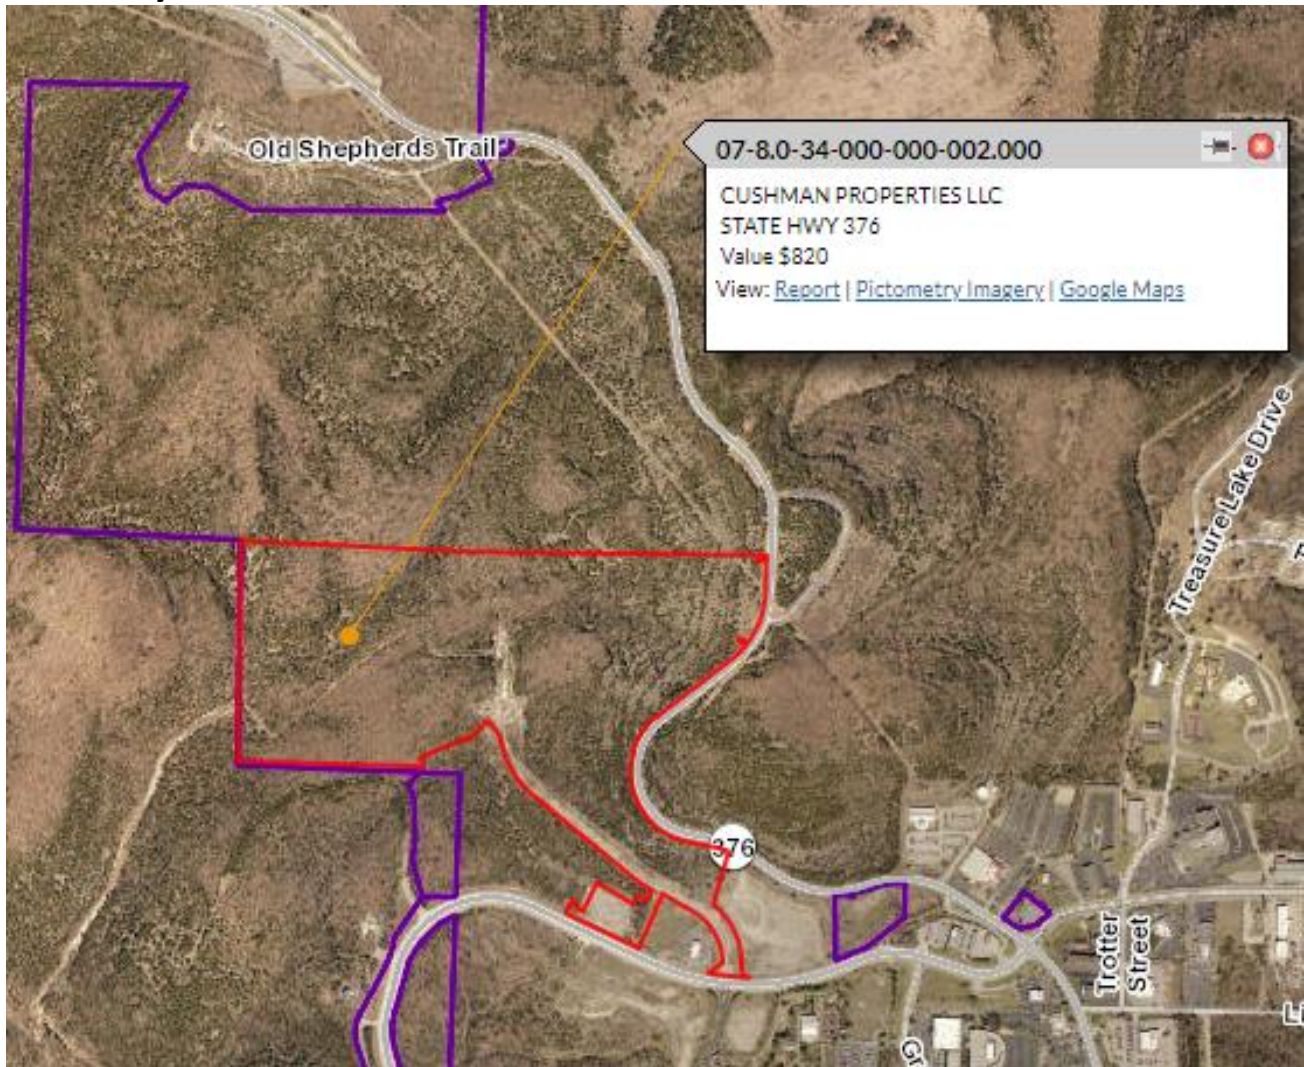 Old Shepherds Trail
07-8.0-34-000-000-002.000
CUSHMAN PROPERTIES LLC
STATE HWY 376
Value $820
View: Report | Pictometry Imagery | Google Maps
Treasure Lake Drive
376
Trotter
Street